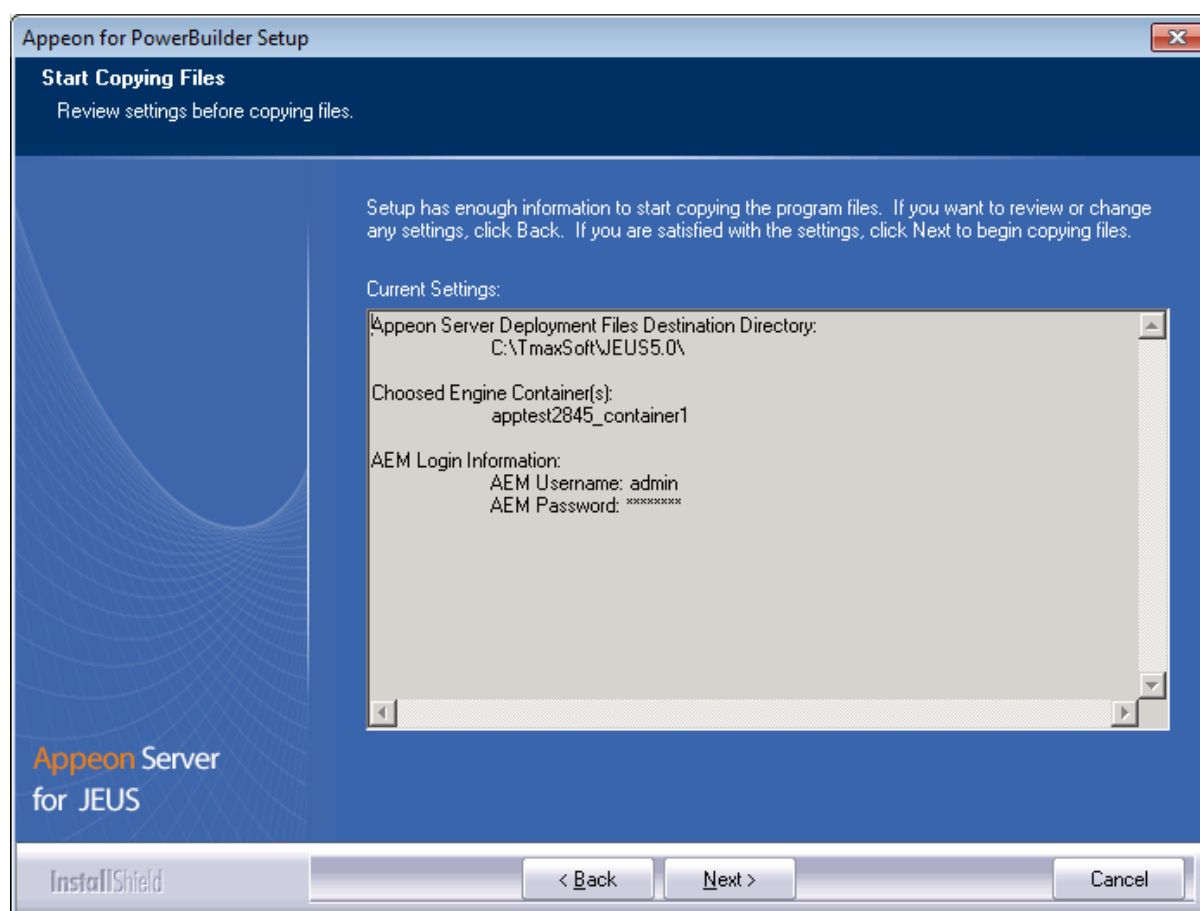 Appeon for PowerBuilder Setup
Start Copying Files
Review settings before copying files.
Setup has enough information to start copying the program files. If you want to review or change
any settings, click Back. If you are satisfied with the settings, click Next to begin copying files.
Current Settings:
Appeon Server Deployment Files Destination Directory:
C:\TmaxSoft\JEUS5.0\
Choosed Engine Container(s):
apptest2845_container1
AEM Login Information:
AEM Username: admin
AEM Password: ********
Appeon Server
for JEUS
InstallShield
< Back
Next >
Cancel